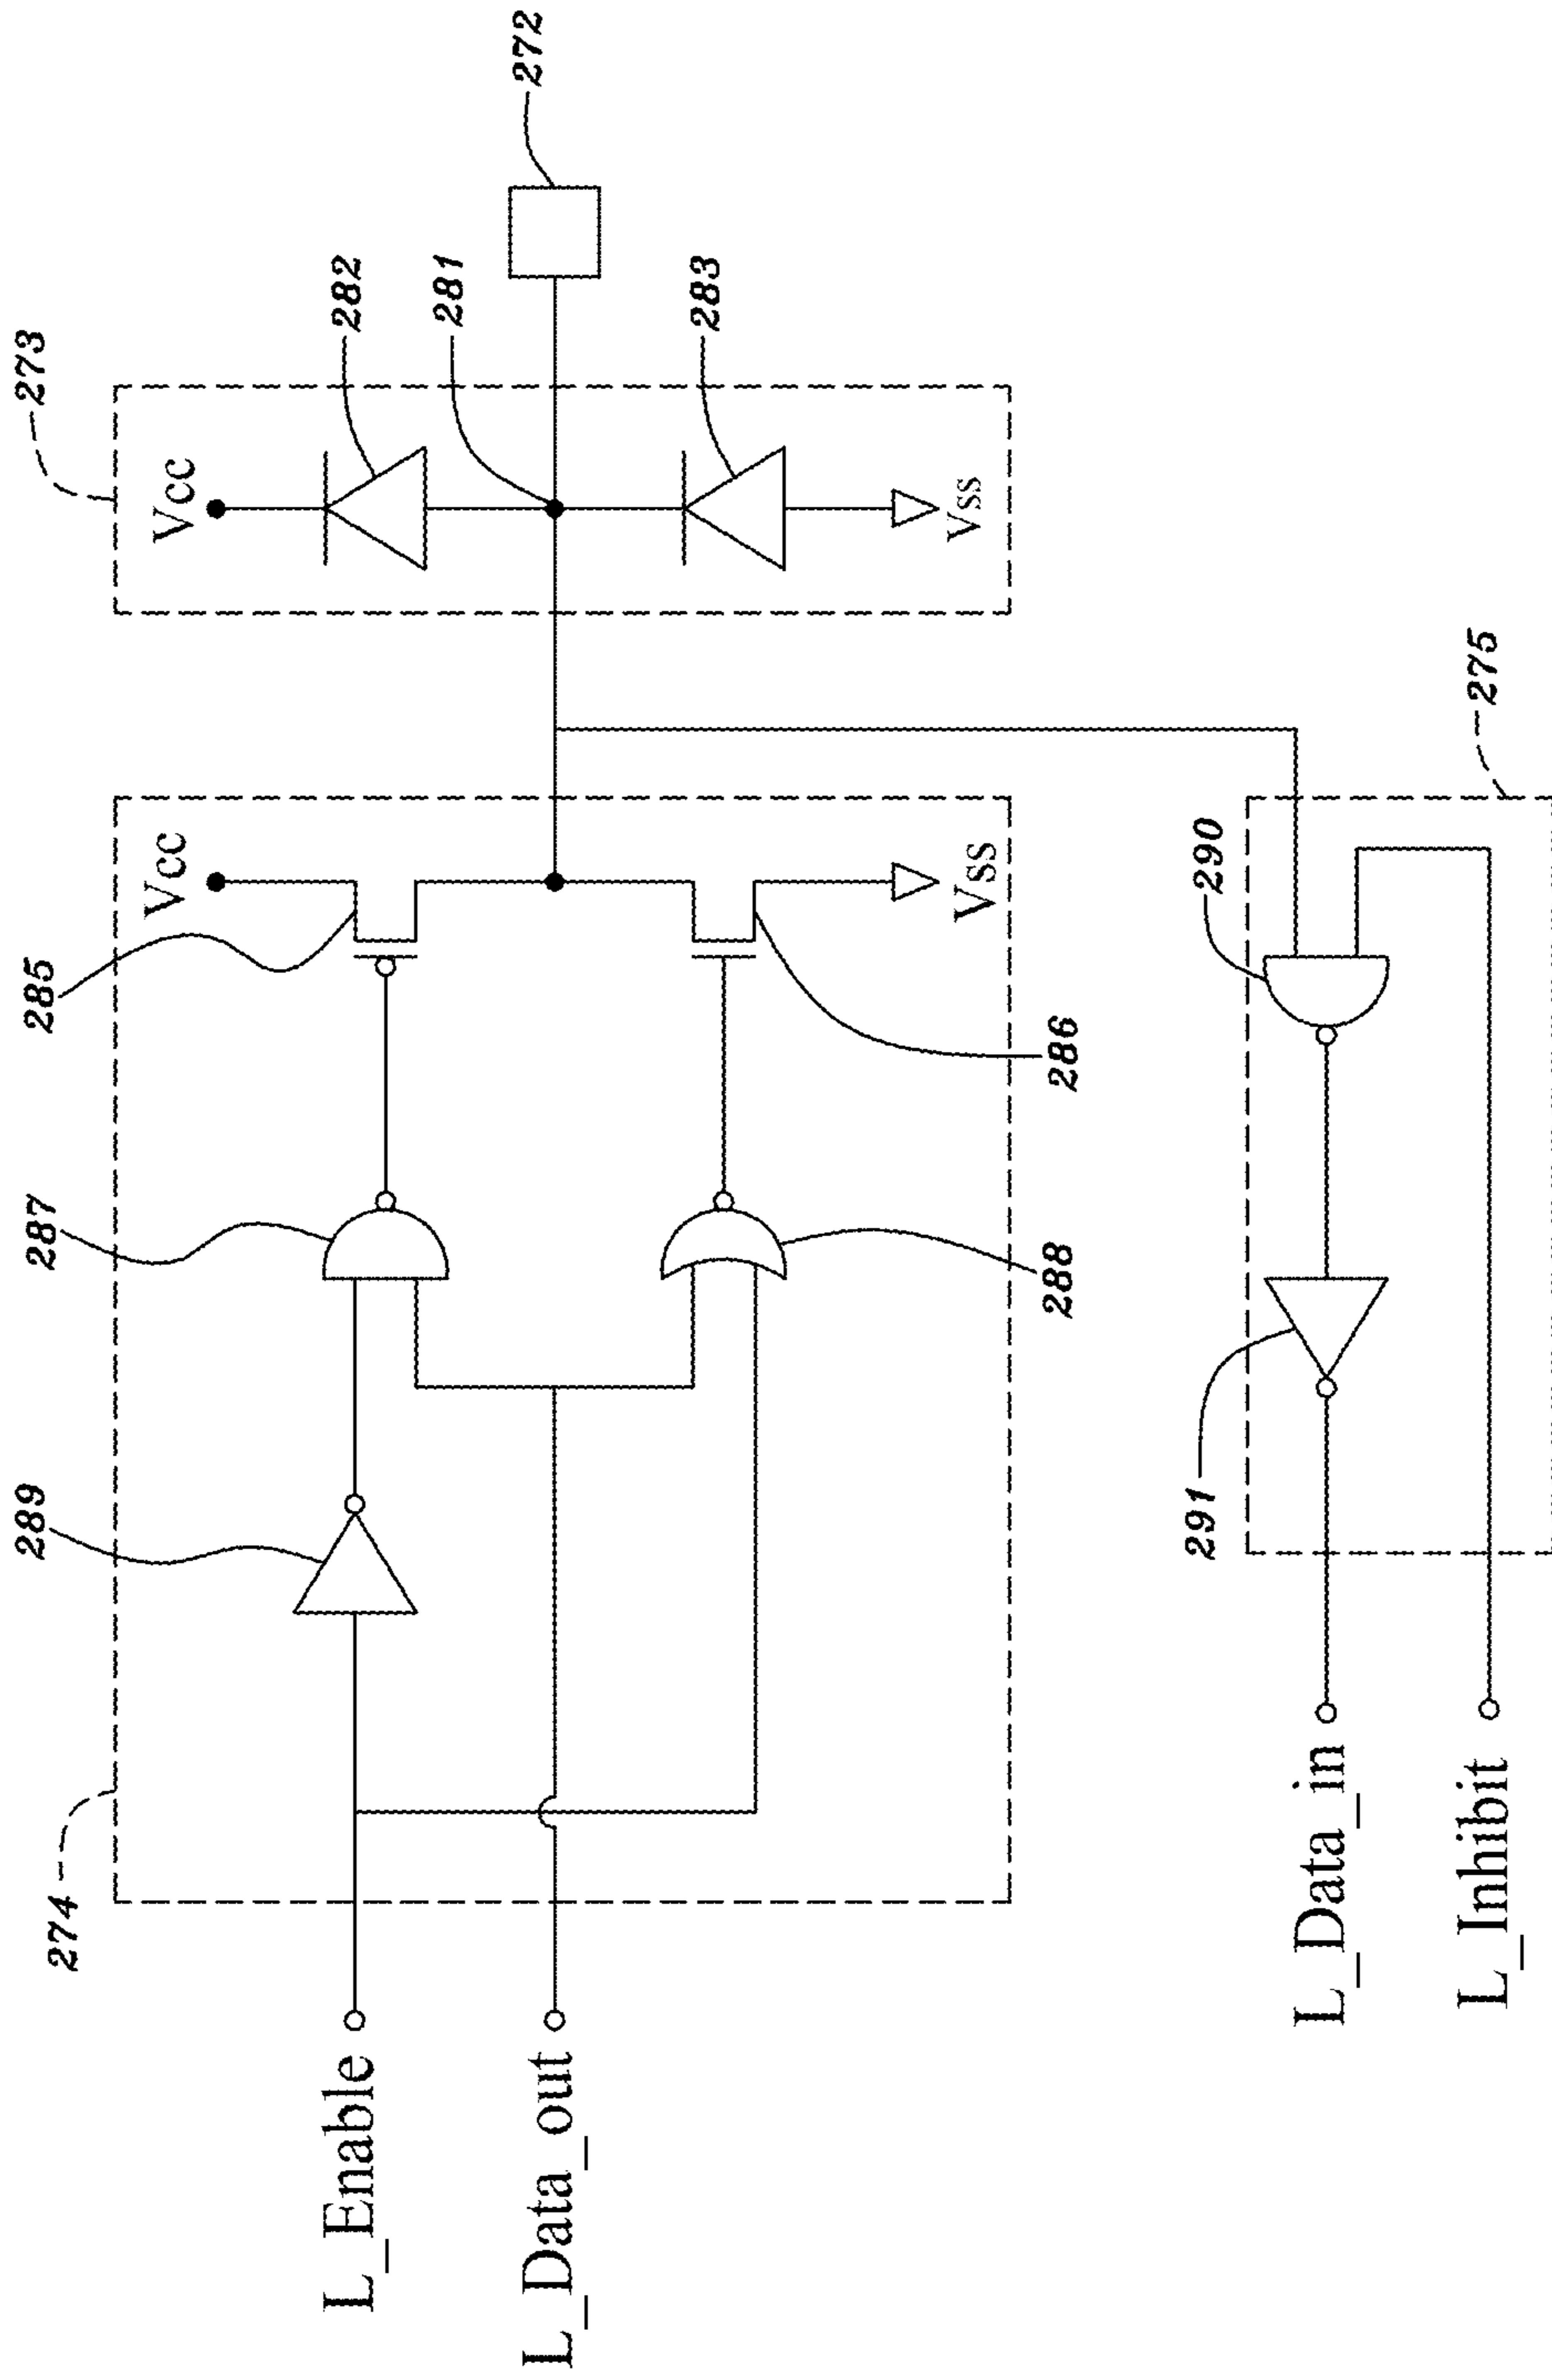 273
282
281
272
283
Vcc
Vss
274
289
287
285
Vcc
288
286
Vss
L_Enable
L_Data_out
275
290
291
L_Data_in
L_Inhibit